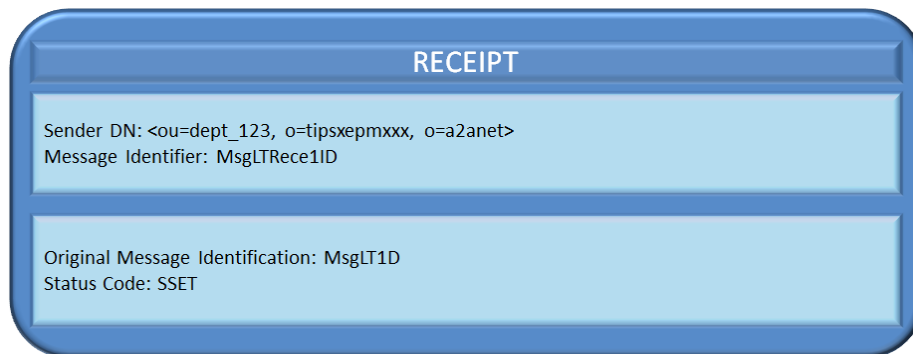 RECEIPT
Sender DN: <ou=dept_123, o=tipsxepmxxx, o=a2anet>
Message Identifier: MsgLTRece1ID
Original Message Identification: MsgLT1D
Status Code: SSET